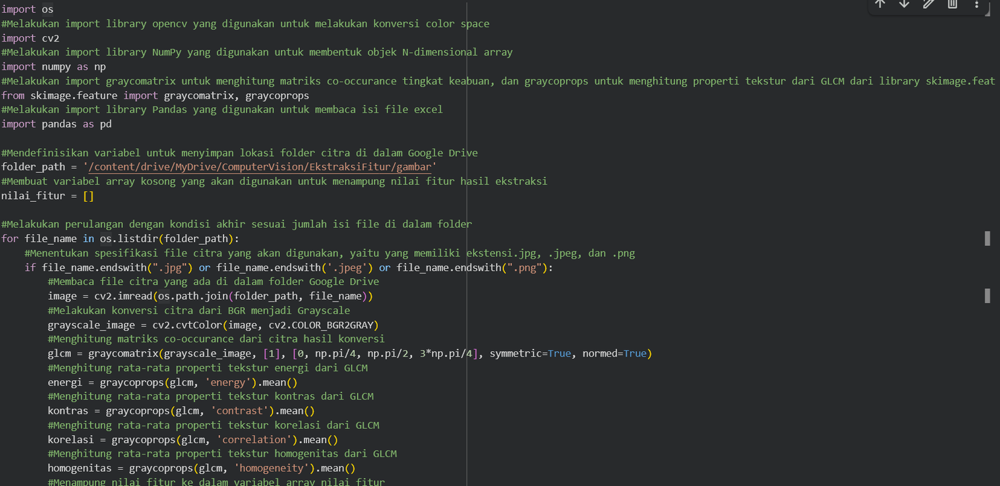 import os
#Melakukan import library opencv yang digunakan untuk melakukan konversi color space
import cv2
#Melakukan import library NumPy yang digunakan untuk membentuk objek N-dimensional array
import numpy as np
#Melakukan import graycomatrix untuk menghitung matriks co-occurance tingkat keabuan, dan graycoprops untuk menghitung properti tekstur dari GLCM dari library skimage.feat
from skimage.feature import graycomatrix, graycoprops
#Melakukan import library Pandas yang digunakan untuk membaca isi file excel
import pandas as pd
#Mendefinisikan variabel untuk menyimpan lokasi folder citra di dalam Google Drive
folder_path = '/content/drive/MyDrive/ComputerVision/EkstraksiFitur/gambar'
#Membuat variabel array kosong yang akan digunakan untuk menampung nilai fitur hasil ekstraksi
nilai_fitur = []
#Melakukan perulangan dengan kondisi akhir sesuai jumlah isi file di dalam folder
for file_name in os.listdir(folder_path):
    #Menentukan spesifikasi file citra yang akan digunakan, yaitu yang memiliki ekstensi.jpg, .jpeg, dan .png
    if file_name.endswith(".jpg") or file_name.endswith('.jpeg') or file_name.endswith(".png"):
        #Membaca file citra yang ada di dalam folder Google Drive
        image = cv2.imread(os.path.join(folder_path, file_name))
        #Melakukan konversi citra dari BGR menjadi Grayscale
        grayscale_image = cv2.cvtColor(image, cv2.COLOR_BGR2GRAY)
        #Menghitung matriks co-occurance dari citra hasil konversi
        glcm = graycomatrix(grayscale_image, [1], [0, np.pi/4, np.pi/2, 3*np.pi/4], symmetric=True, normed=True)
        #Menghitung rata-rata properti tekstur energi dari GLCM
        energi = graycoprops(glcm, 'energy').mean()
        #Menghitung rata-rata properti tekstur kontras dari GLCM
        kontras = graycoprops(glcm, 'contrast').mean()
        #Menghitung rata-rata properti tekstur korelasi dari GLCM
        korelasi = graycoprops(glcm, 'correlation').mean()
        #Menghitung rata-rata properti tekstur homogenitas dari GLCM
        homogenitas = graycoprops(glcm, 'homogeneity').mean()
        #Menampung nilai fitur ke dalam variabel array nilai fitur